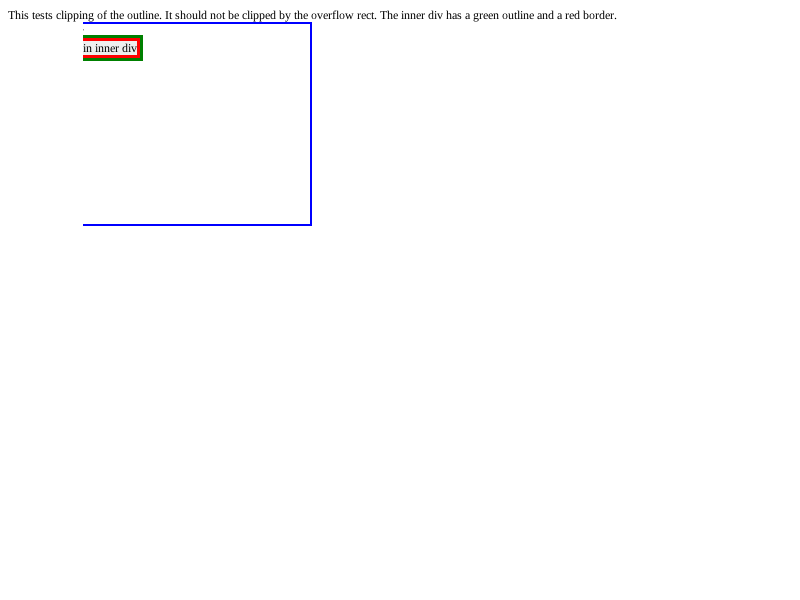 This tests clipping of the outline. It should not be clipped by the overflow rect. The inner div has a green outline and a red border.
in inner div